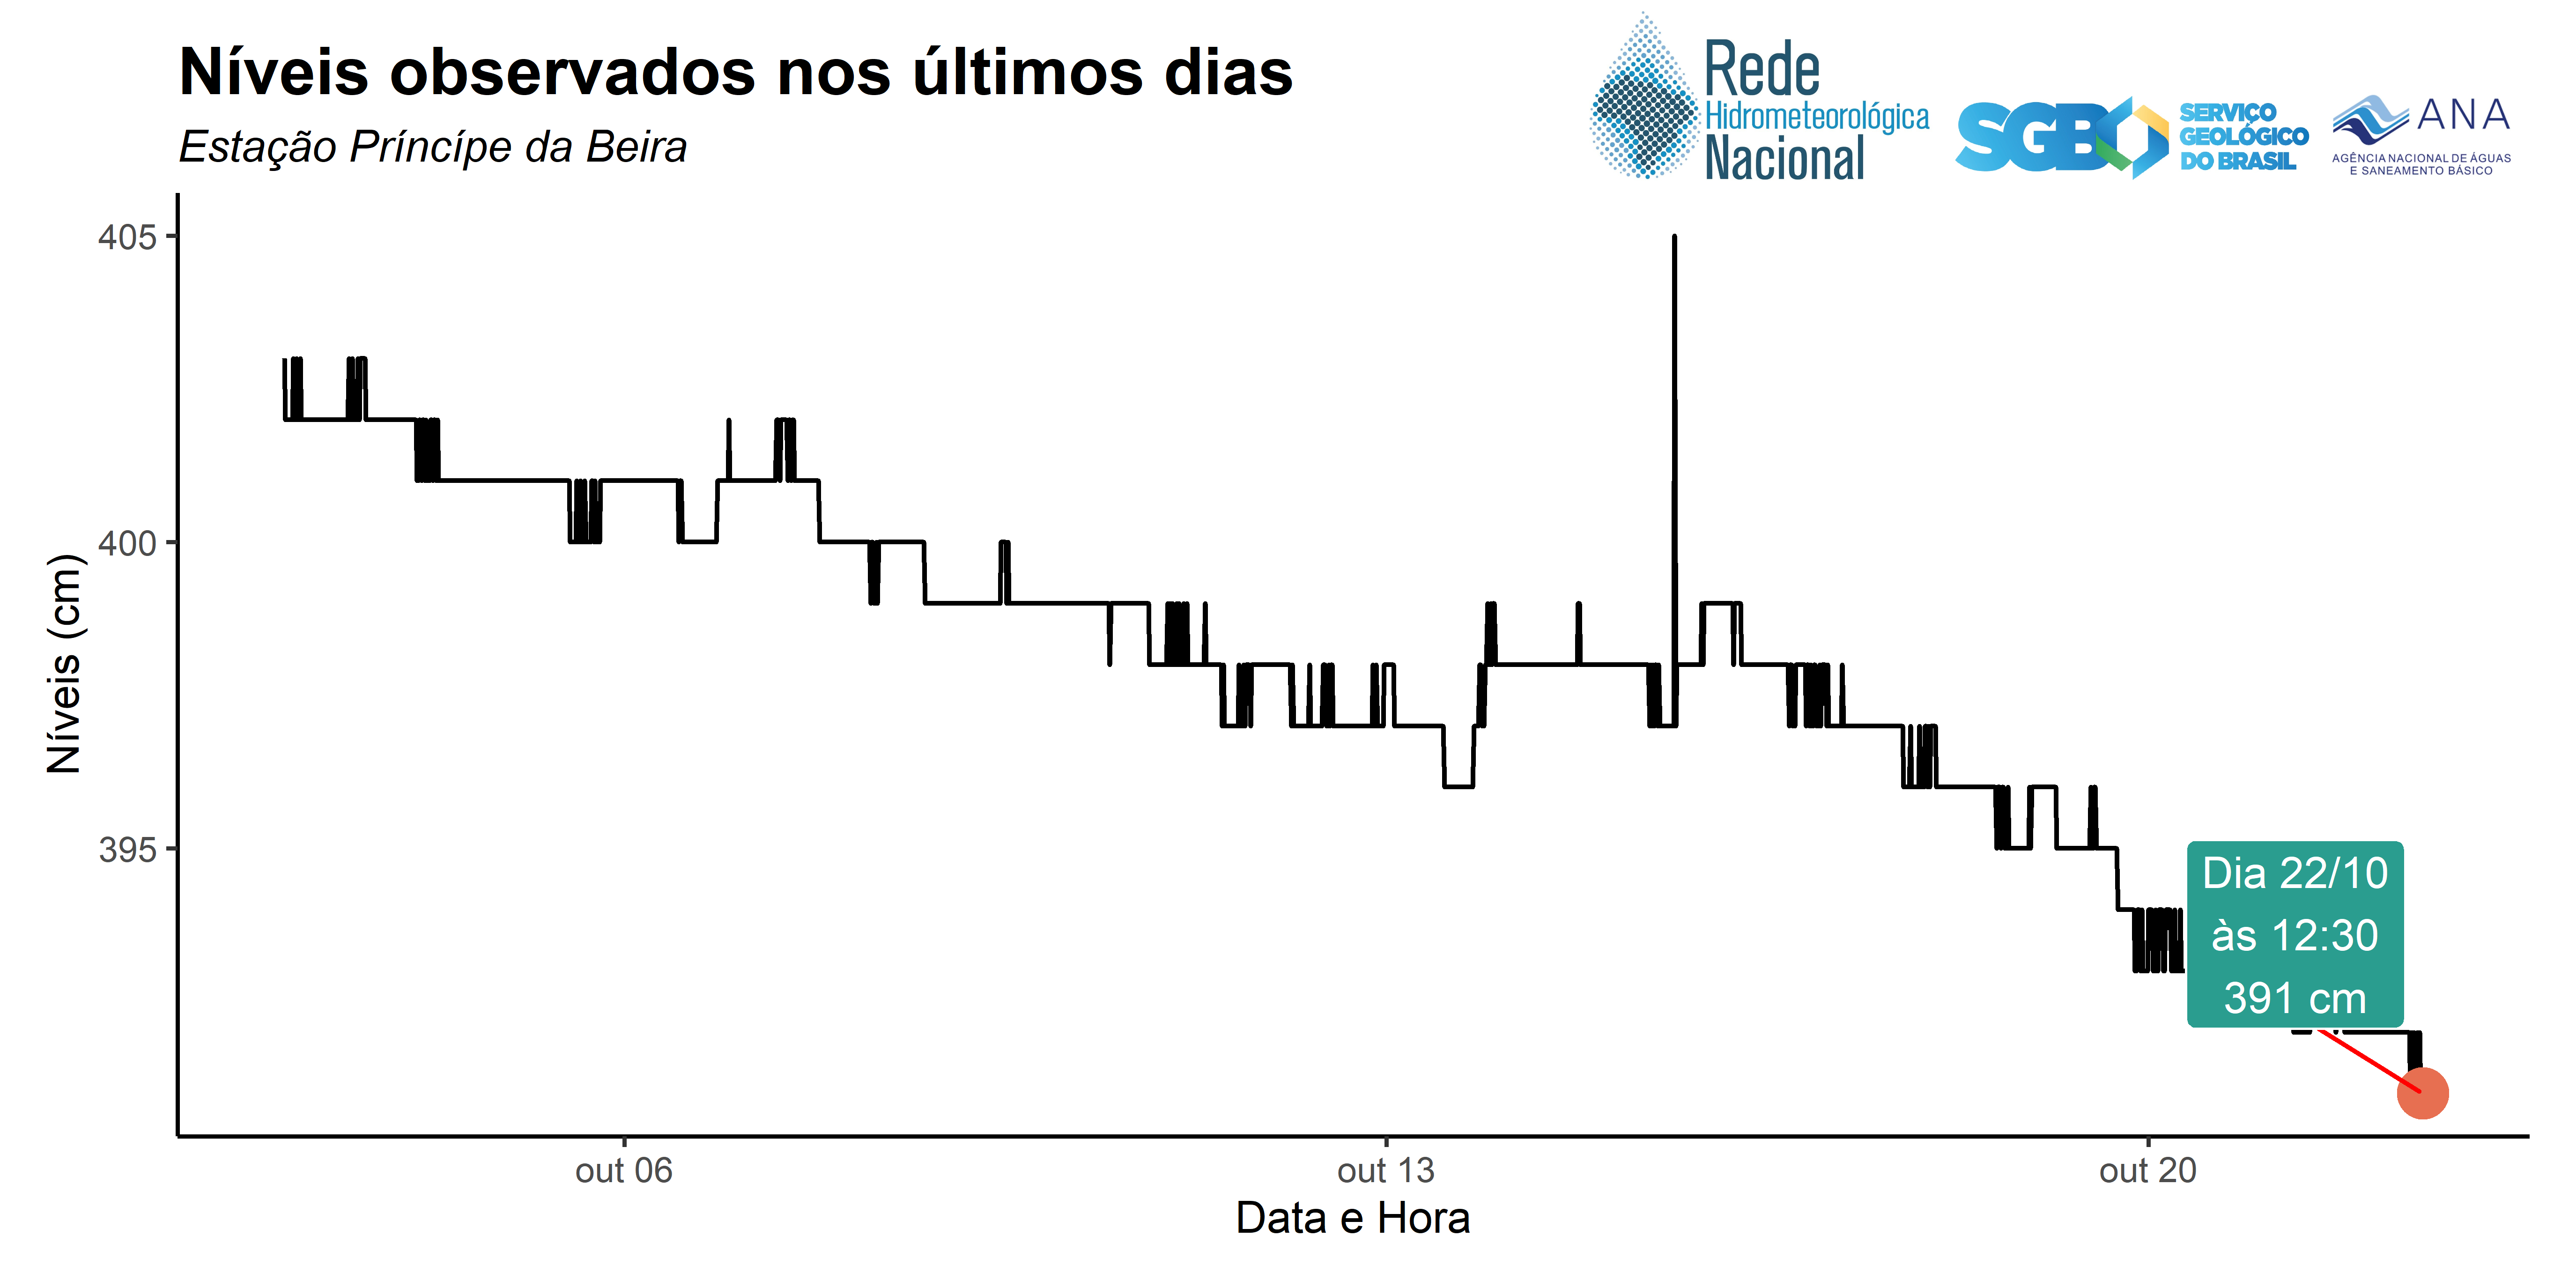 Níveis observados nos últimos dias
Estação Príncípe da Beira
Rede
Hidrometeorológica
Nacional
SGB
SERVIÇO
GEOLÓGICO
DO BRASIL
ANA
AGÊNCIA NACIONAL DE ÁGUAS
E SANEAMENTO BÁSICO
405
400
395
Níveis (cm)
Dia 22/10
às 12:30
391 cm
out 06
out 13
out 20
Data e Hora